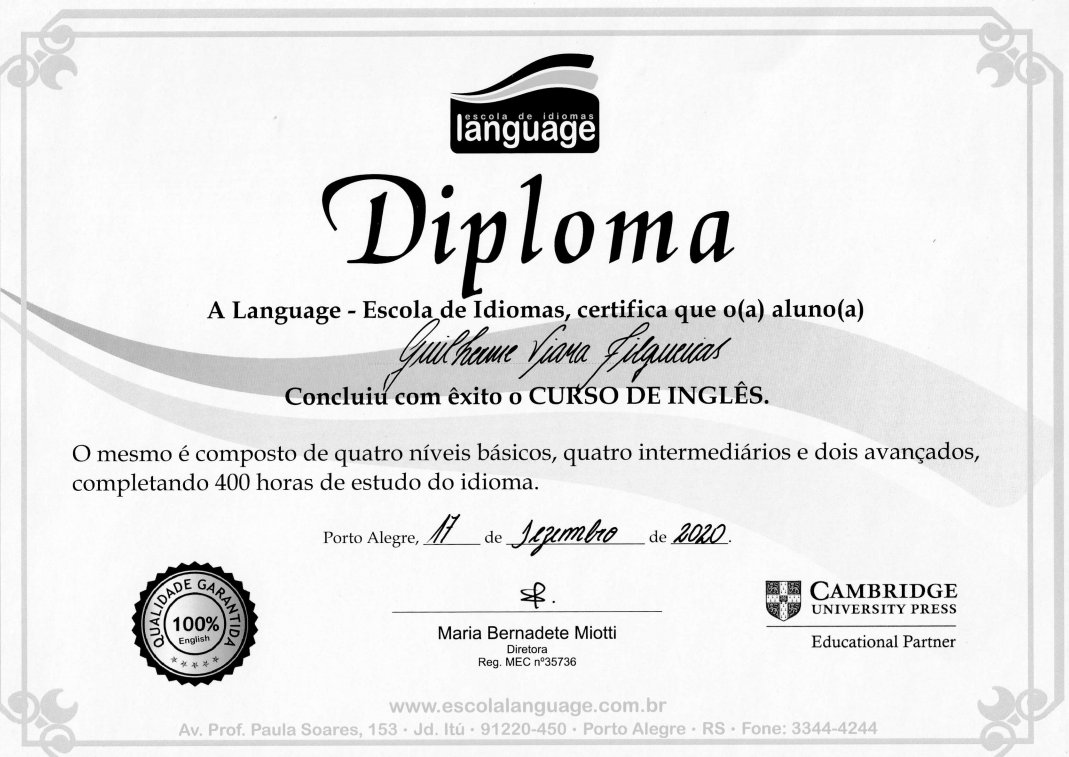 escola de idiomas
language
Diploma
A Language - Escola de Idiomas, certifica que o(a) aluno(a)
Guilherme Viana Filgueiras
Concluiu com êxito o CURSO DE INGLÊS.
O mesmo é composto de quatro níveis básicos, quatro intermediários e dois avançados,
completando 400 horas de estudo do idioma.
Porto Alegre, 17 de Dezembro de 2020.
QUALIDADE GARANTIDA
100%
English
Maria Bernadete Miotti
Diretora
Reg. MEC nº35736
CAMBRIDGE
UNIVERSITY PRESS
Educational Partner
www.escolalanguage.com.br
Av. Prof. Paula Soares, 153 · Jd. Itú · 91220-450 · Porto Alegre · RS · Fone: 3344-4244